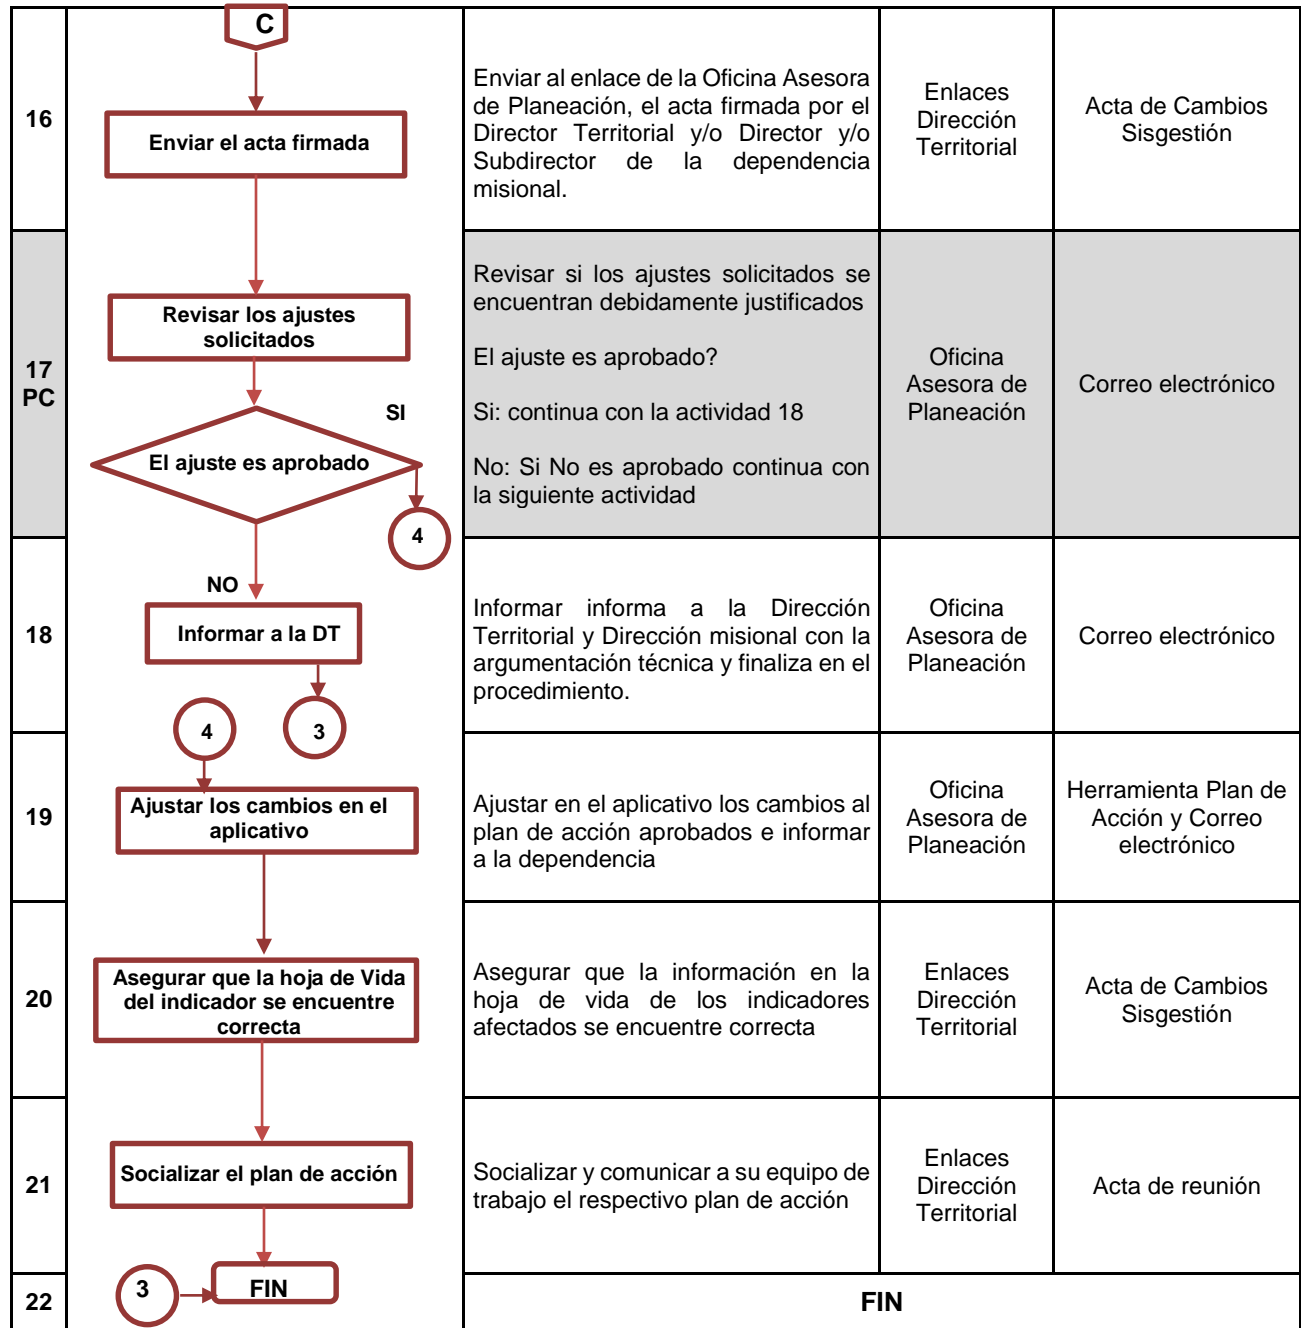 C
16
Enviar el acta firmada
Enviar al enlace de la Oficina Asesora
de Planeación, el acta firmada por el
Director Territorial y/o Director y/o
Subdirector de la dependencia
misional.
Enlaces
Dirección
Territorial
Acta de Cambios
Sisgestión
17
PC
Revisar los ajustes
solicitados
SI
El ajuste es aprobado
4
Revisar si los ajustes solicitados se
encuentran debidamente justificados
El ajuste es aprobado?
Si: continua con la actividad 18
No: Si No es aprobado continua con
la siguiente actividad
Oficina
Asesora de
Planeación
Correo electrónico
18
NO
Informar a la DT
4
3
Informar informa a la Dirección
Territorial y Dirección misional con la
argumentación técnica y finaliza en el
procedimiento.
Oficina
Asesora de
Planeación
Correo electrónico
19
Ajustar los cambios en el
aplicativo
Ajustar en el aplicativo los cambios al
plan de acción aprobados e informar
a la dependencia
Oficina
Asesora de
Planeación
Herramienta Plan de
Acción y Correo
electrónico
20
Asegurar que la hoja de Vida
del indicador se encuentre
correcta
Asegurar que la información en la
hoja de vida de los indicadores
afectados se encuentre correcta
Enlaces
Dirección
Territorial
Acta de Cambios
Sisgestión
21
Socializar el plan de acción
Socializar y comunicar a su equipo de
trabajo el respectivo plan de acción
Enlaces
Dirección
Territorial
Acta de reunión
22
3
FIN
FIN